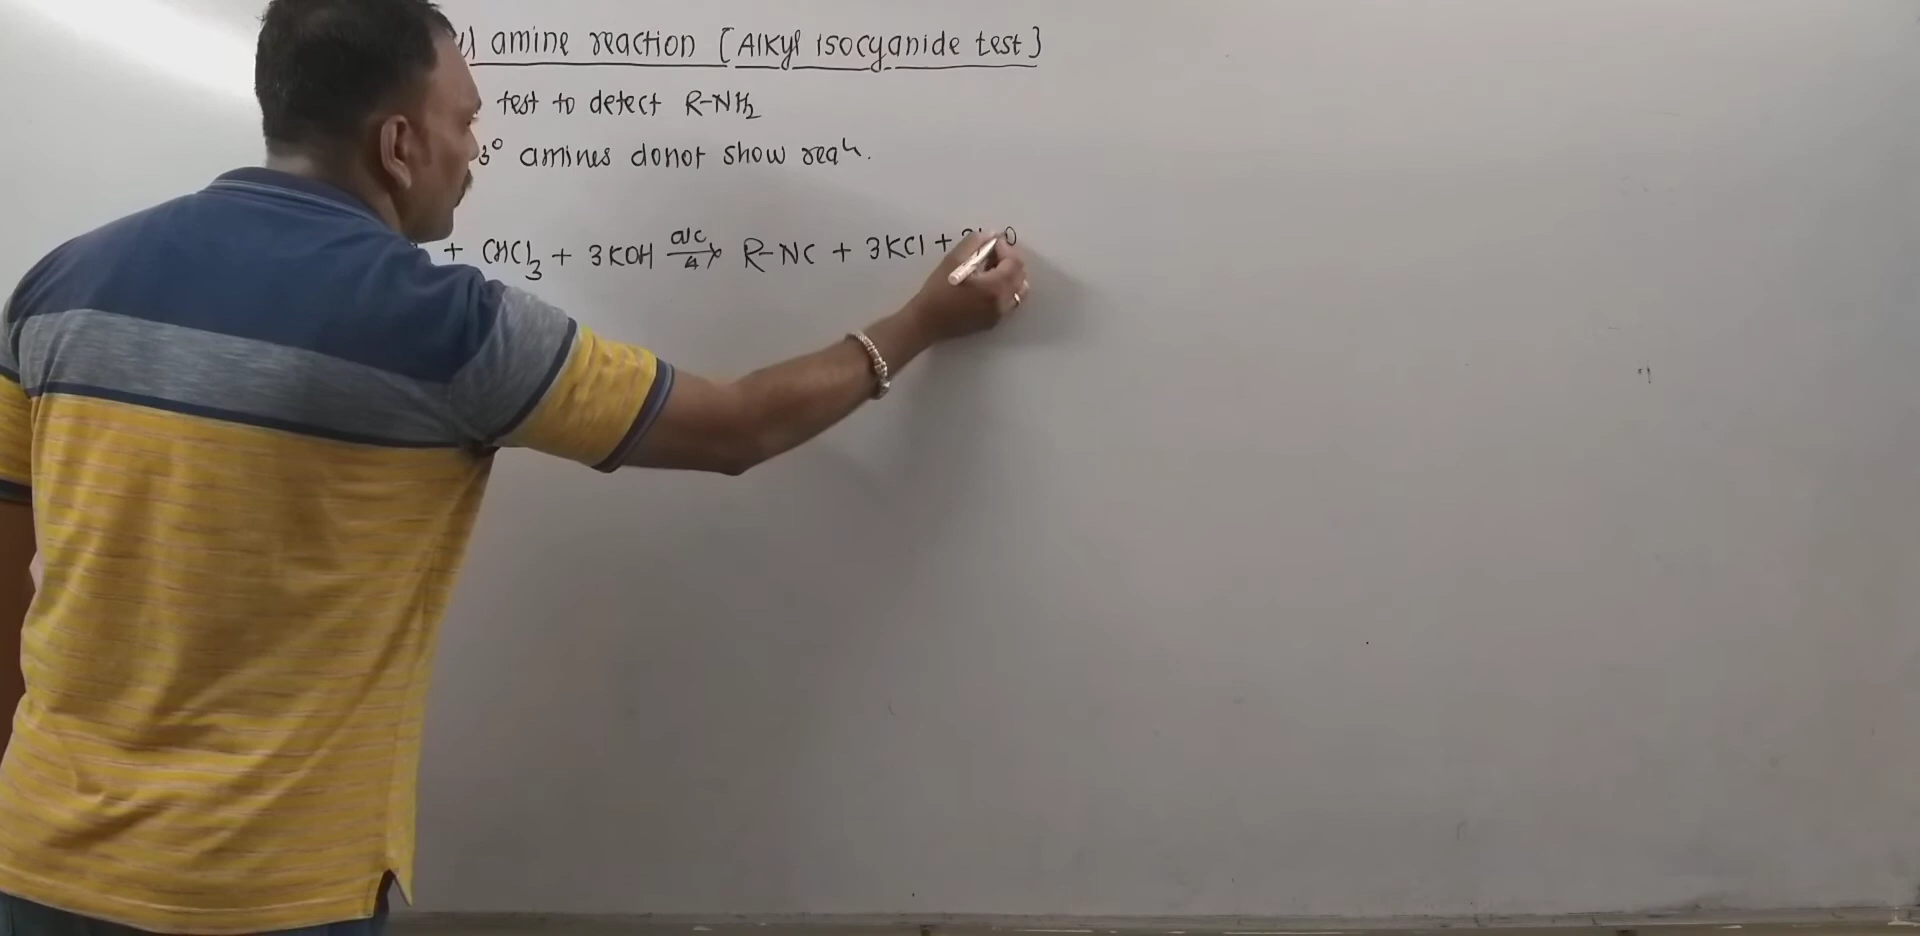 amine reaction [Alkyl isocyanide test]
test to detect R-NH₂
3° amines donot show reaⁿ.
+ CHCl₃ + 3KOH alc/Δ→ R-NC + 3KCl +